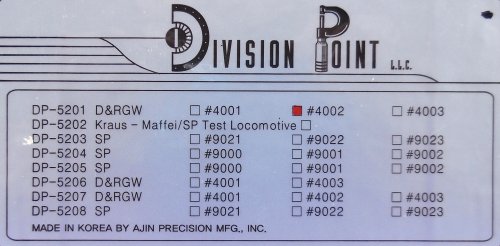 DIVISION POINT L.L.C.
DP-5201 D&RGW #4001 #4002 #4003
DP-5202 Kraus - Maffei/SP Test Locomotive
DP-5203 SP #9021 #9022 #9023
DP-5204 SP #9000 #9001 #9002
DP-5205 SP #9000 #9001 #9002
DP-5206 D&RGW #4001 #4003
DP-5207 D&RGW #4001 #4002 #4003
DP-5208 SP #9021 #9022 #9023
MADE IN KOREA BY AJIN PRECISION MFG., INC.